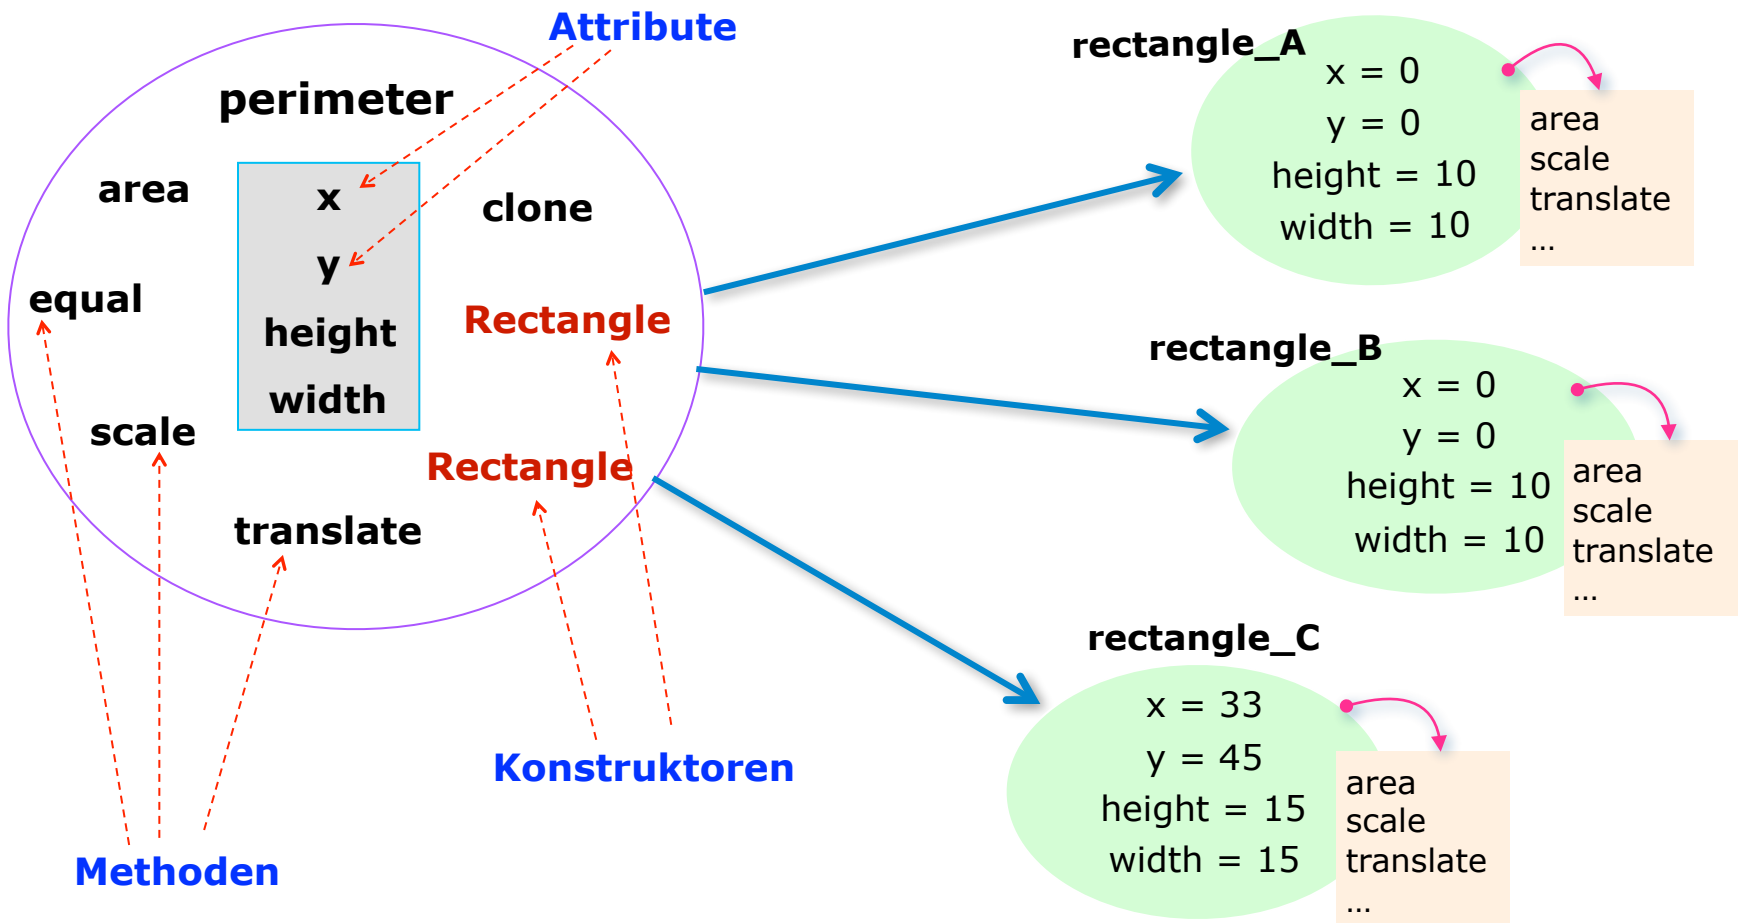 Attribute
perimeter
area
x
clone
y
equal
height
Rectangle
width
scale
Rectangle
translate
Konstruktoren
Methoden
rectangle_A
x = 0
y = 0
height = 10
width = 10
area
scale
translate
...
rectangle_B
x = 0
y = 0
height = 10
width = 10
area
scale
translate
...
rectangle_C
x = 33
y = 45
height = 15
width = 15
area
scale
translate
...